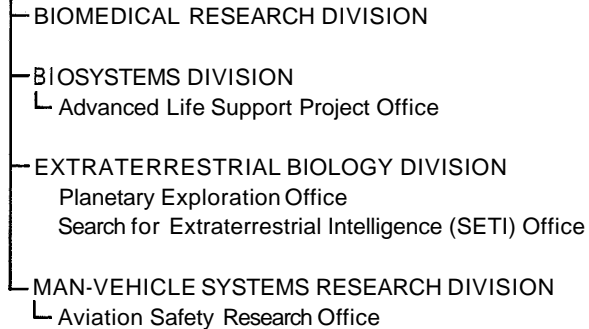 BIOMEDICAL RESEARCH DIVISION
BIOSYSTEMS DIVISION
Advanced Life Support Project Office
EXTRATERRESTRIAL BIOLOGY DIVISION
Planetary Exploration Office
Search for Extraterrestrial Intelligence (SETI) Office
MAN-VEHICLE SYSTEMS RESEARCH DIVISION
Aviation Safety Research Office